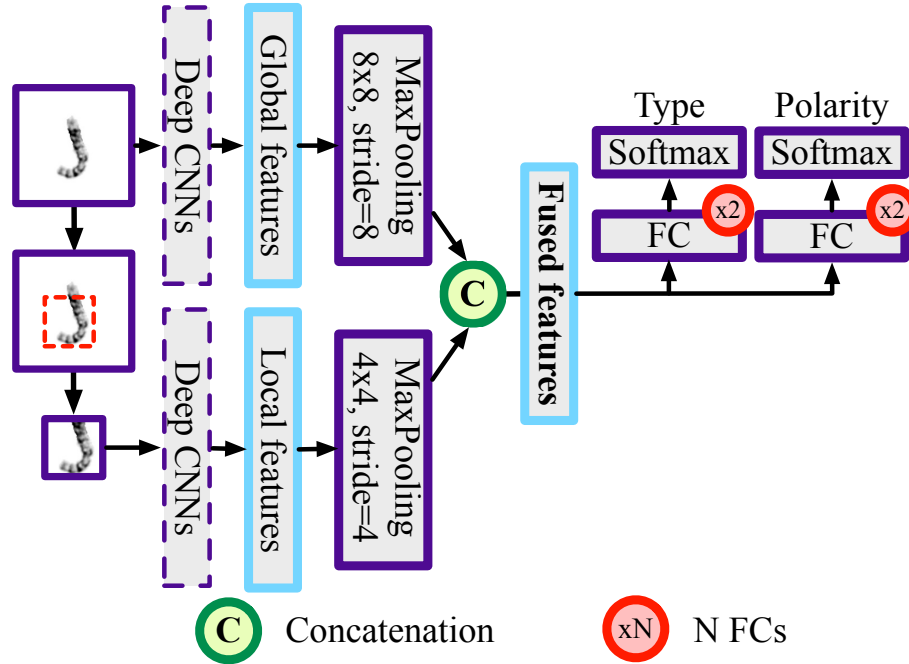 Deep CNNs
Global features
MaxPooling
8x8, stride=8
Deep CNNs
Local features
MaxPooling
4x4, stride=4
C
Fused features
Type
Polarity
Softmax
Softmax
x2
x2
FC
FC
C
Concatenation
xN
N FCs